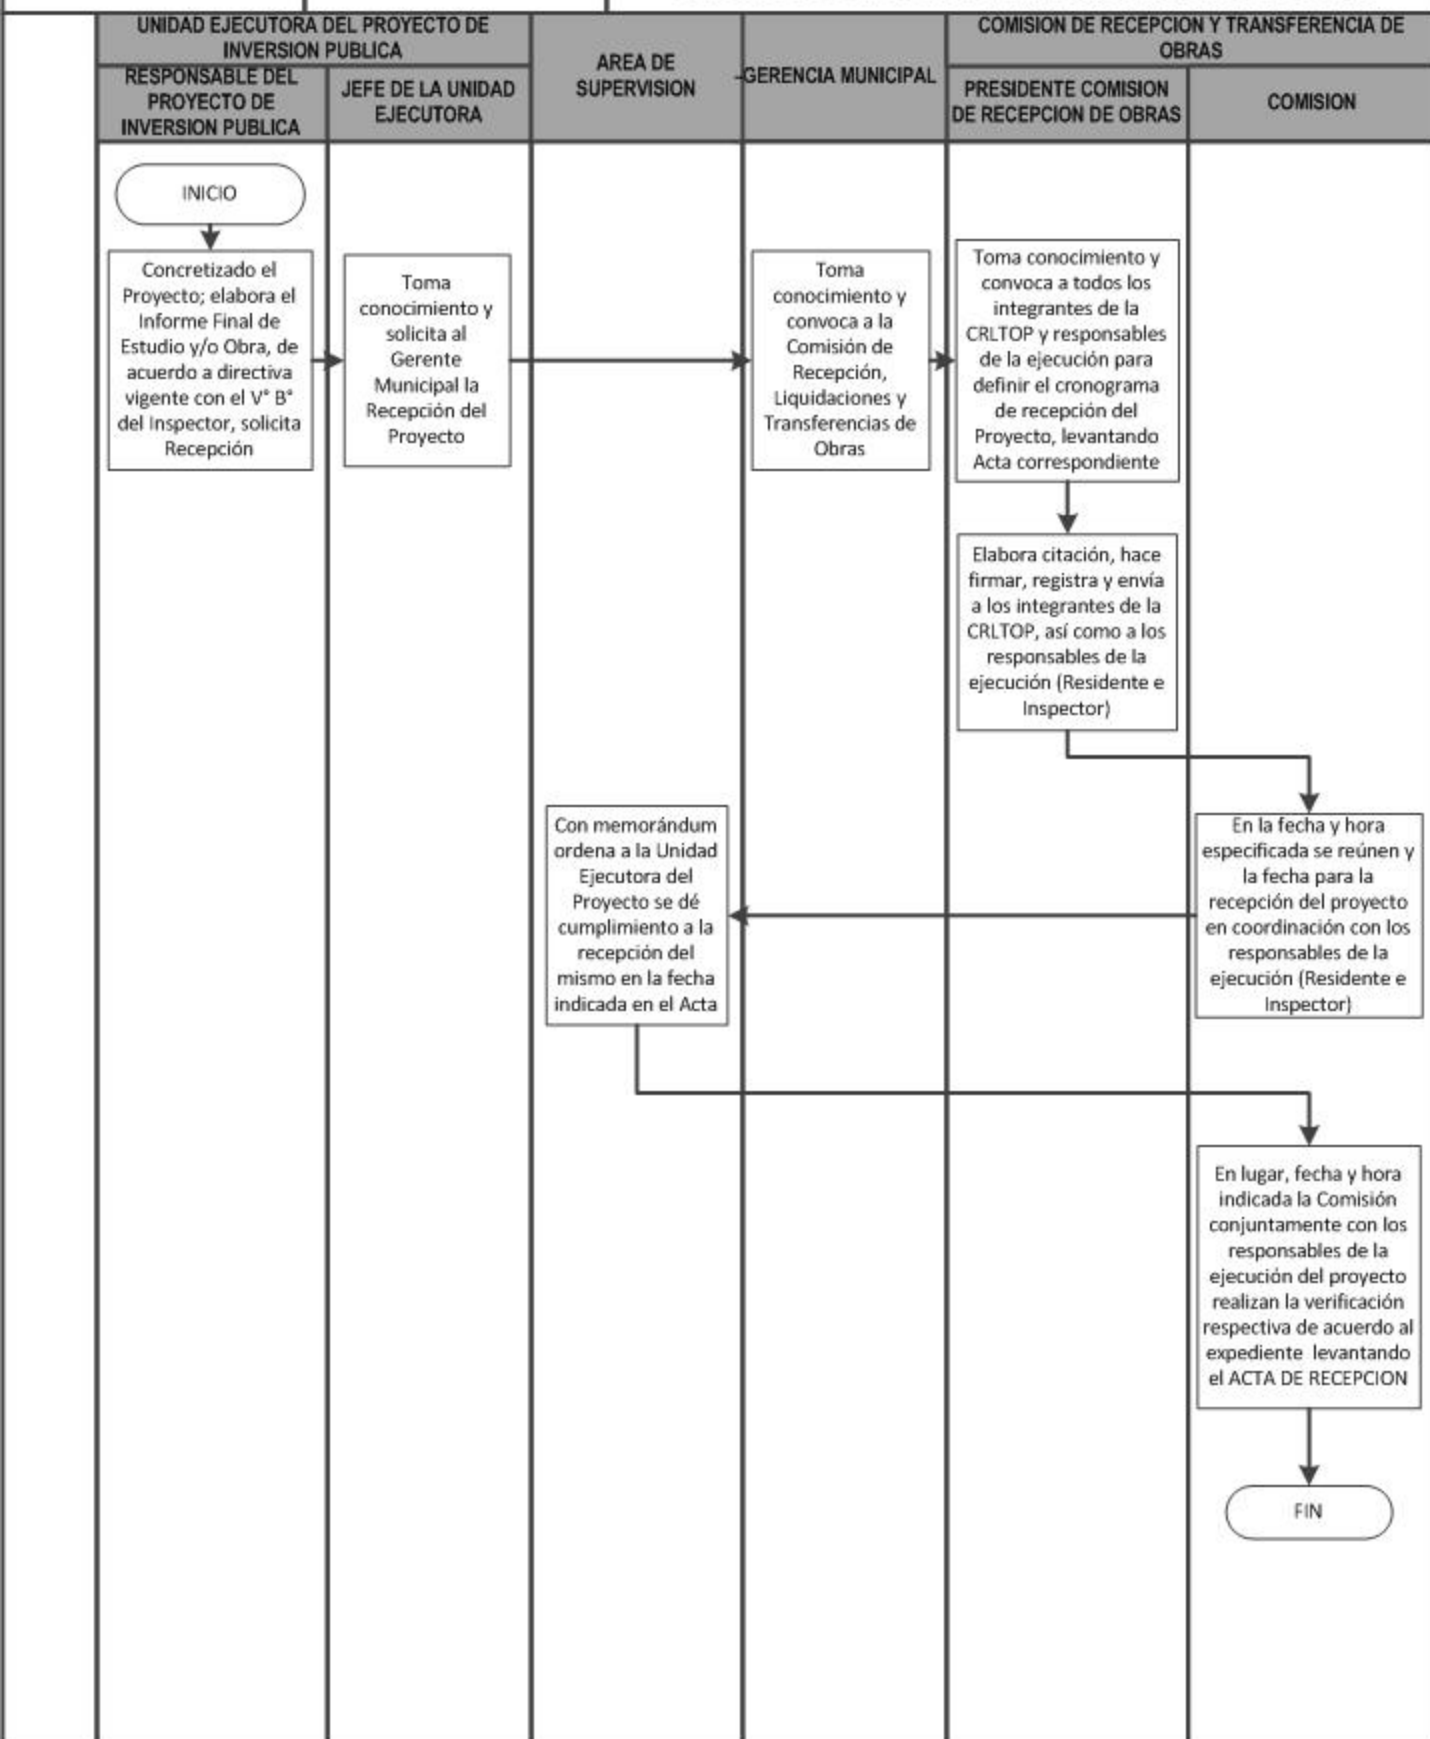 UNIDAD EJECUTORA DEL PROYECTO DE
INVERSION PUBLICA
RESPONSABLE DEL
PROYECTO DE
INVERSION PUBLICA
JEFE DE LA UNIDAD
EJECUTORA
AREA DE
SUPERVISION
-GERENCIA MUNICIPAL
COMISION DE RECEPCION Y TRANSFERENCIA DE
OBRAS
PRESIDENTE COMISION
DE RECEPCION DE OBRAS
COMISION
INICIO
Concretizado el
Proyecto; elabora el
Informe Final de
Estudio y/o Obra, de
acuerdo a directiva
vigente con el V° B°
del Inspector, solicita
Recepción
Toma
conocimiento y
solicita al
Gerente
Municipal la
Recepción del
Proyecto
Toma
conocimiento y
convoca a la
Comisión de
Recepción,
Liquidaciones y
Transferencias de
Obras
Toma conocimiento y
convoca a todos los
integrantes de la
CRLTOP y responsables
de la ejecución para
definir el cronograma
de recepción del
Proyecto, levantando
Acta correspondiente
Elabora citación, hace
firmar, registra y envía
a los integrantes de la
CRLTOP, así como a los
responsables de la
ejecución (Residente e
Inspector)
En la fecha y hora
especificada se reúnen y
la fecha para la
recepción del proyecto
en coordinación con los
responsables de la
ejecución (Residente e
Inspector)
Con memorándum
ordena a la Unidad
Ejecutora del
Proyecto se dé
cumplimiento a la
recepción del
mismo en la fecha
indicada en el Acta
En lugar, fecha y hora
indicada la Comisión
conjuntamente con los
responsables de la
ejecución del proyecto
realizan la verificación
respectiva de acuerdo al
expediente levantando
el ACTA DE RECEPCION
FIN